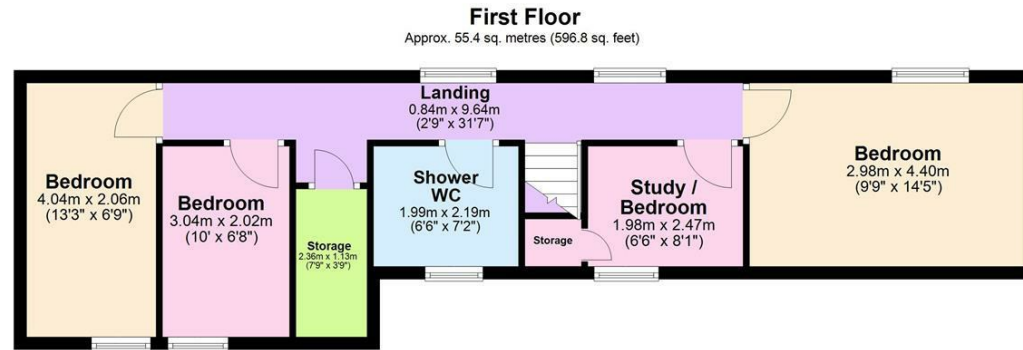 First Floor
Approx. 55.4 sq. metres (596.8 sq. feet)
Landing
0.84m x 9.64m
(2'9" x 31'7")
Bedroom
4.04m x 2.06m
(13'3" x 6'9")
Bedroom
3.04m x 2.02m
(10' x 6'8")
Storage
2.36m x 1.13m
(7'9" x 3'9")
Shower
WC
1.99m x 2.19m
(6'6" x 7'2")
Storage
Study /
Bedroom
1.98m x 2.47m
(6'6" x 8'1")
Bedroom
2.98m x 4.40m
(9'9" x 14'5")